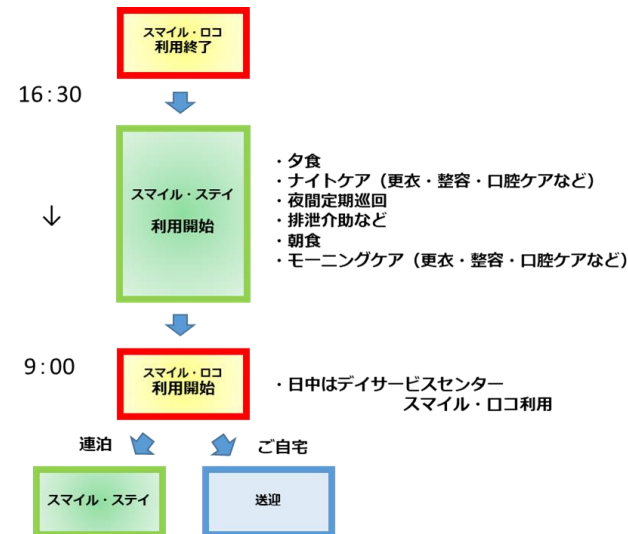 スマイル・ロコ
利用終了
16：30
スマイル・ステイ
利用開始
↓
・夕食
・ナイトケア（更衣・整容・口腔ケアなど）
・夜間定期巡回
・排泄介助など
・朝食
・モーニングケア（更衣・整容・口腔ケアなど）
9：00
スマイル・ロコ
利用開始
・日中はデイサービスセンター
スマイル・ロコ利用
連泊
ご自宅
スマイル・ステイ
送迎